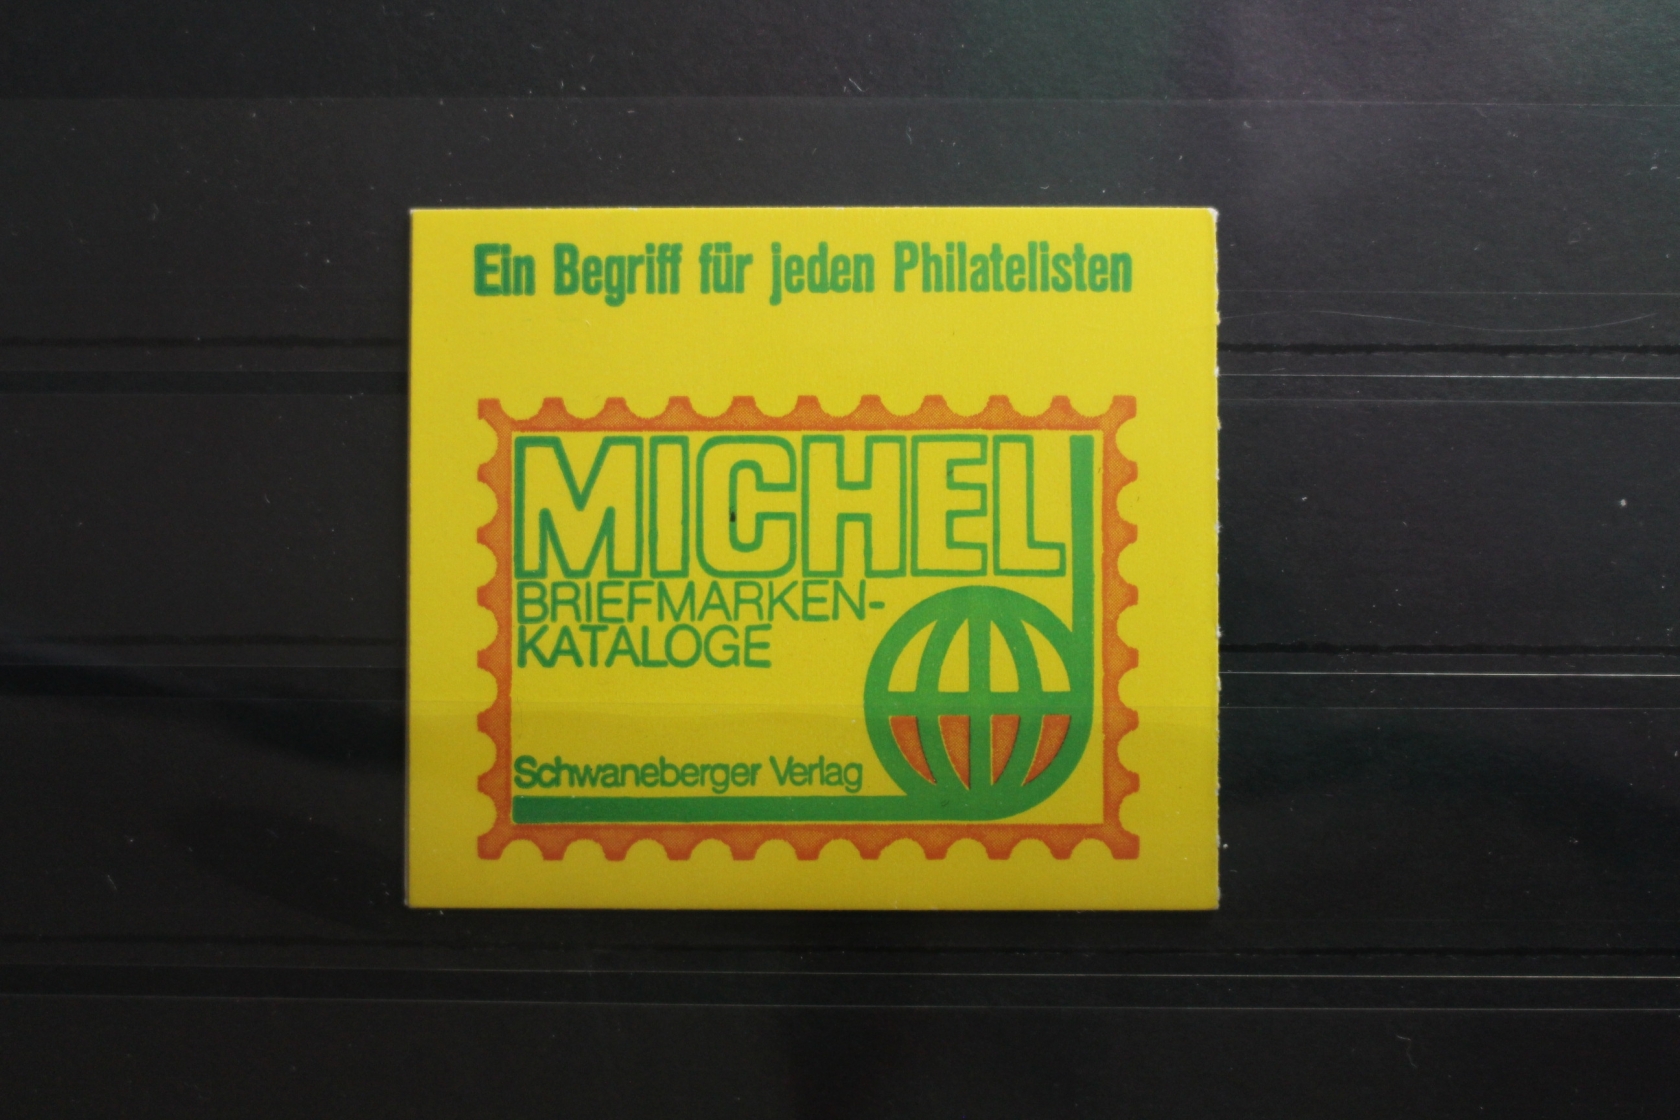 Ein Begriff für jeden Philatelisten
MICHEL
BRIEFMARKEN-
KATALOGE
Schwaneberger Verlag